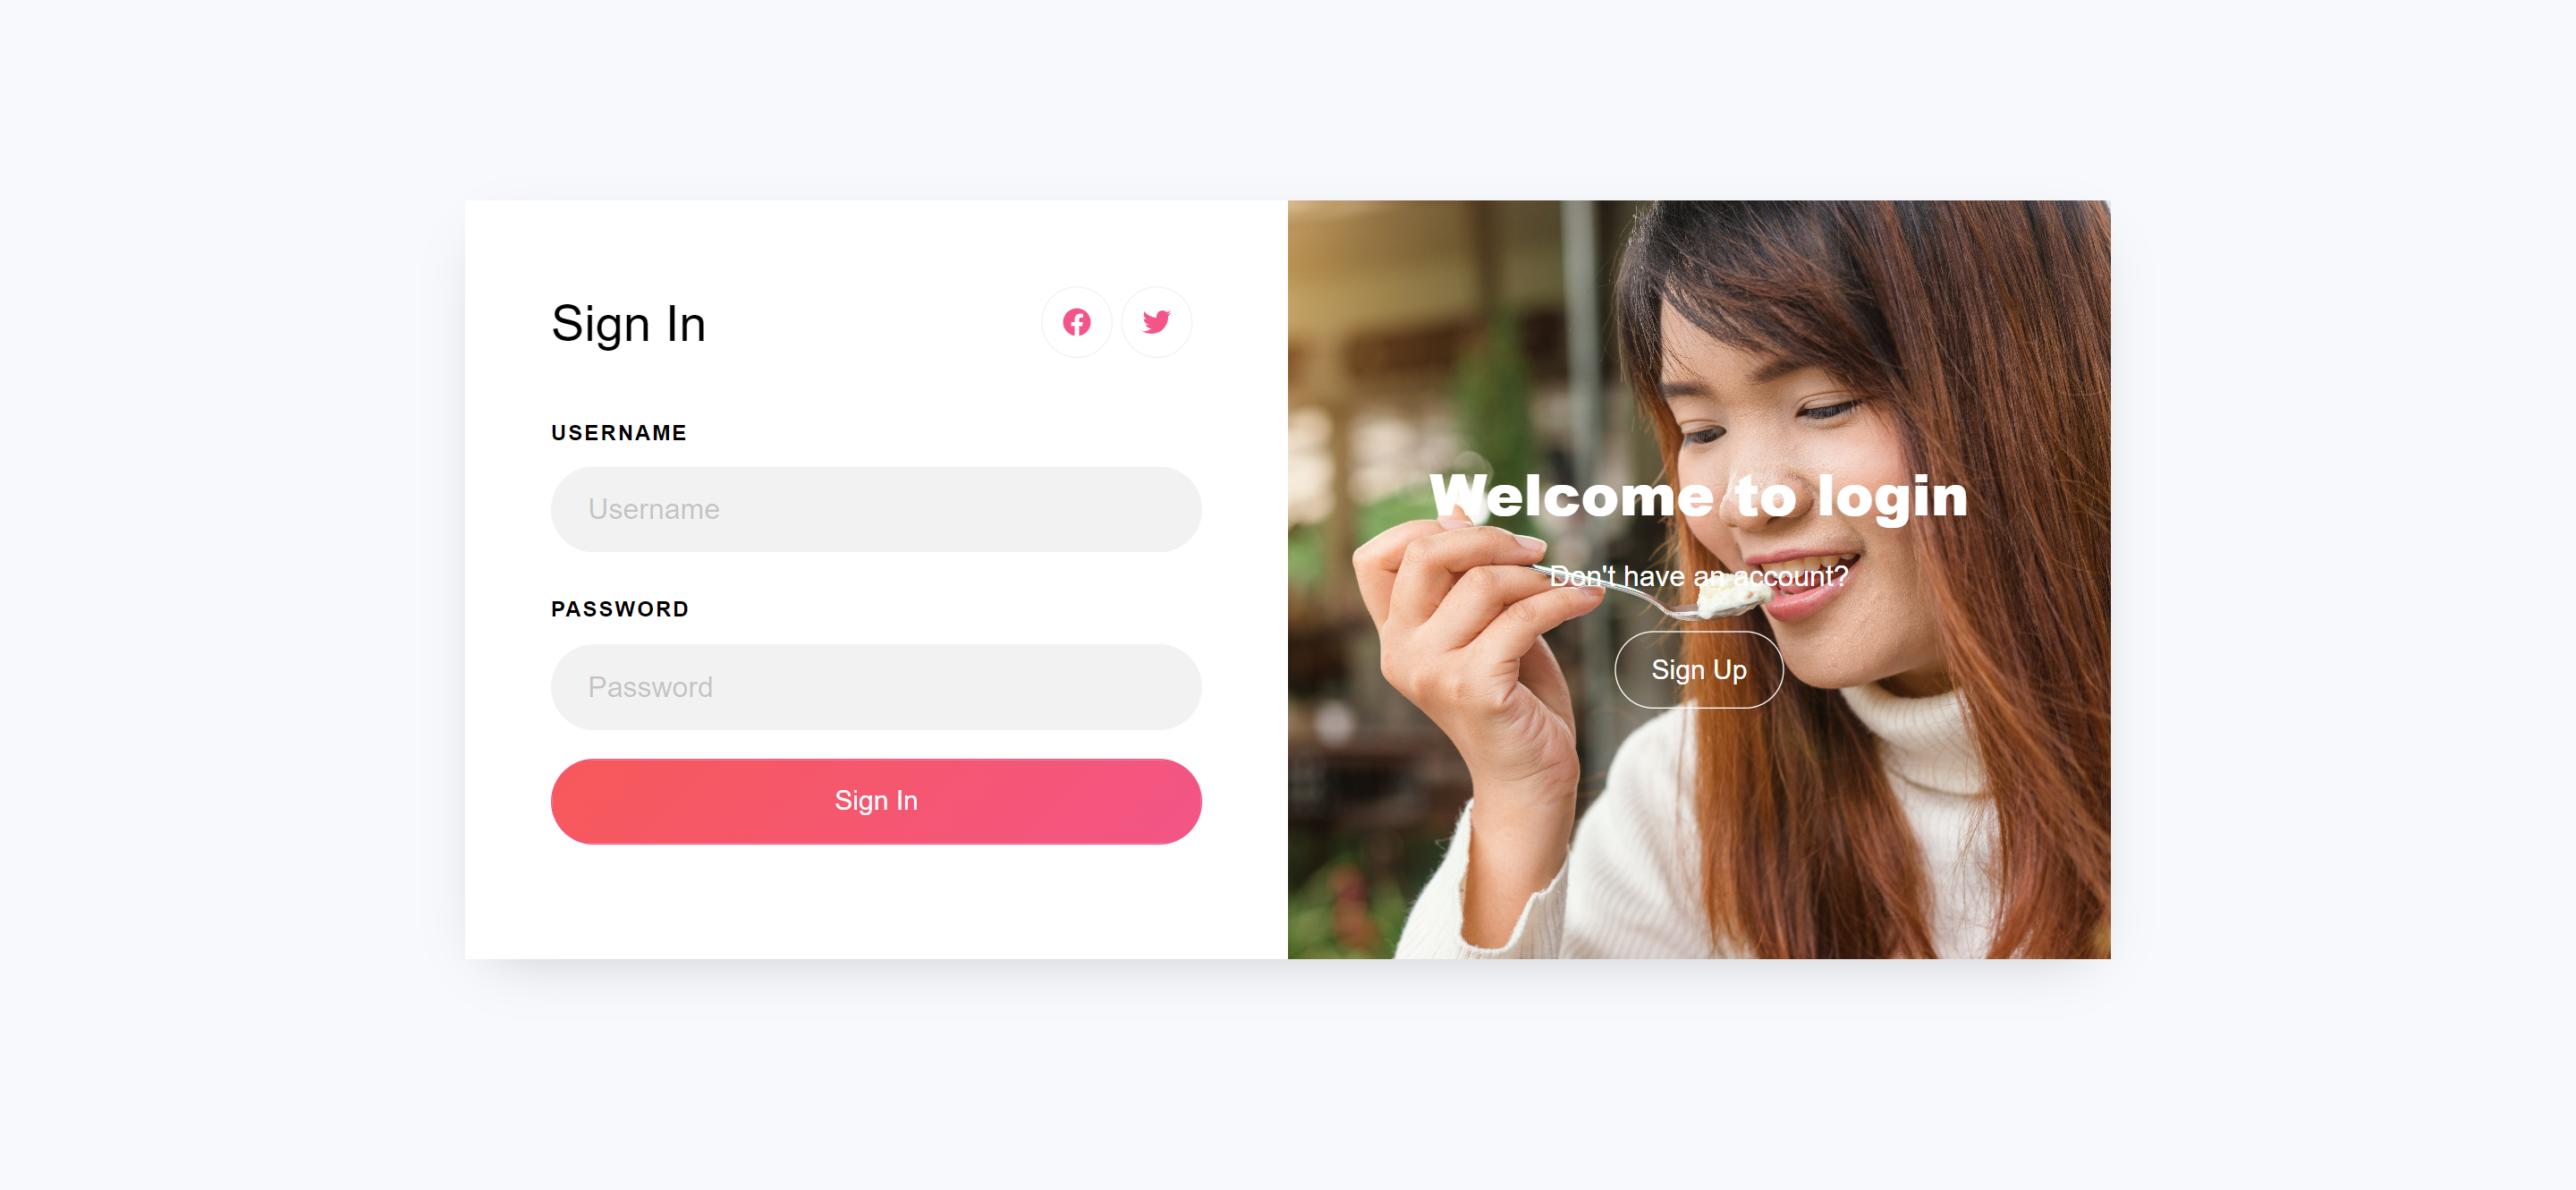 Sign In
USERNAME
Username
PASSWORD
Password
Sign In
Welcome to login
Don't have an account?
Sign Up